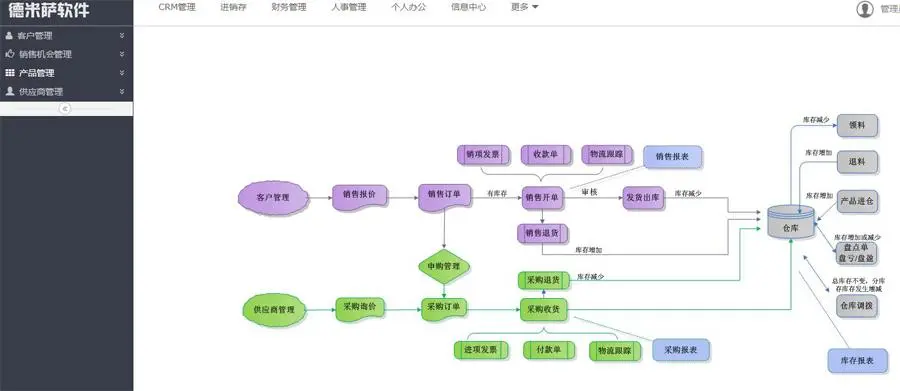 德米萨软件
CRM管理 进销存 财务管理 人事管理 个人办公 信息中心 更多
客户管理
销售机会管理
产品管理
供应商管理
库存减少
领料
销项发票 收款单 物流跟踪
销售报表
库存增加
退料
客户管理
销售报价
销售订单
有库存
销售开单
审核
发货出库
库存减少
库存增加
产品进仓
仓库
销售退货
库存增加
库存增加或减少
盘点单
盘亏/盘盈
申购管理
采购退货
库存减少
总库存不变，分库
存库存发生增减
仓库调拨
供应商管理
采购询价
采购订单
采购收货
进项发票 付款单 物流跟踪
采购报表
库存报表